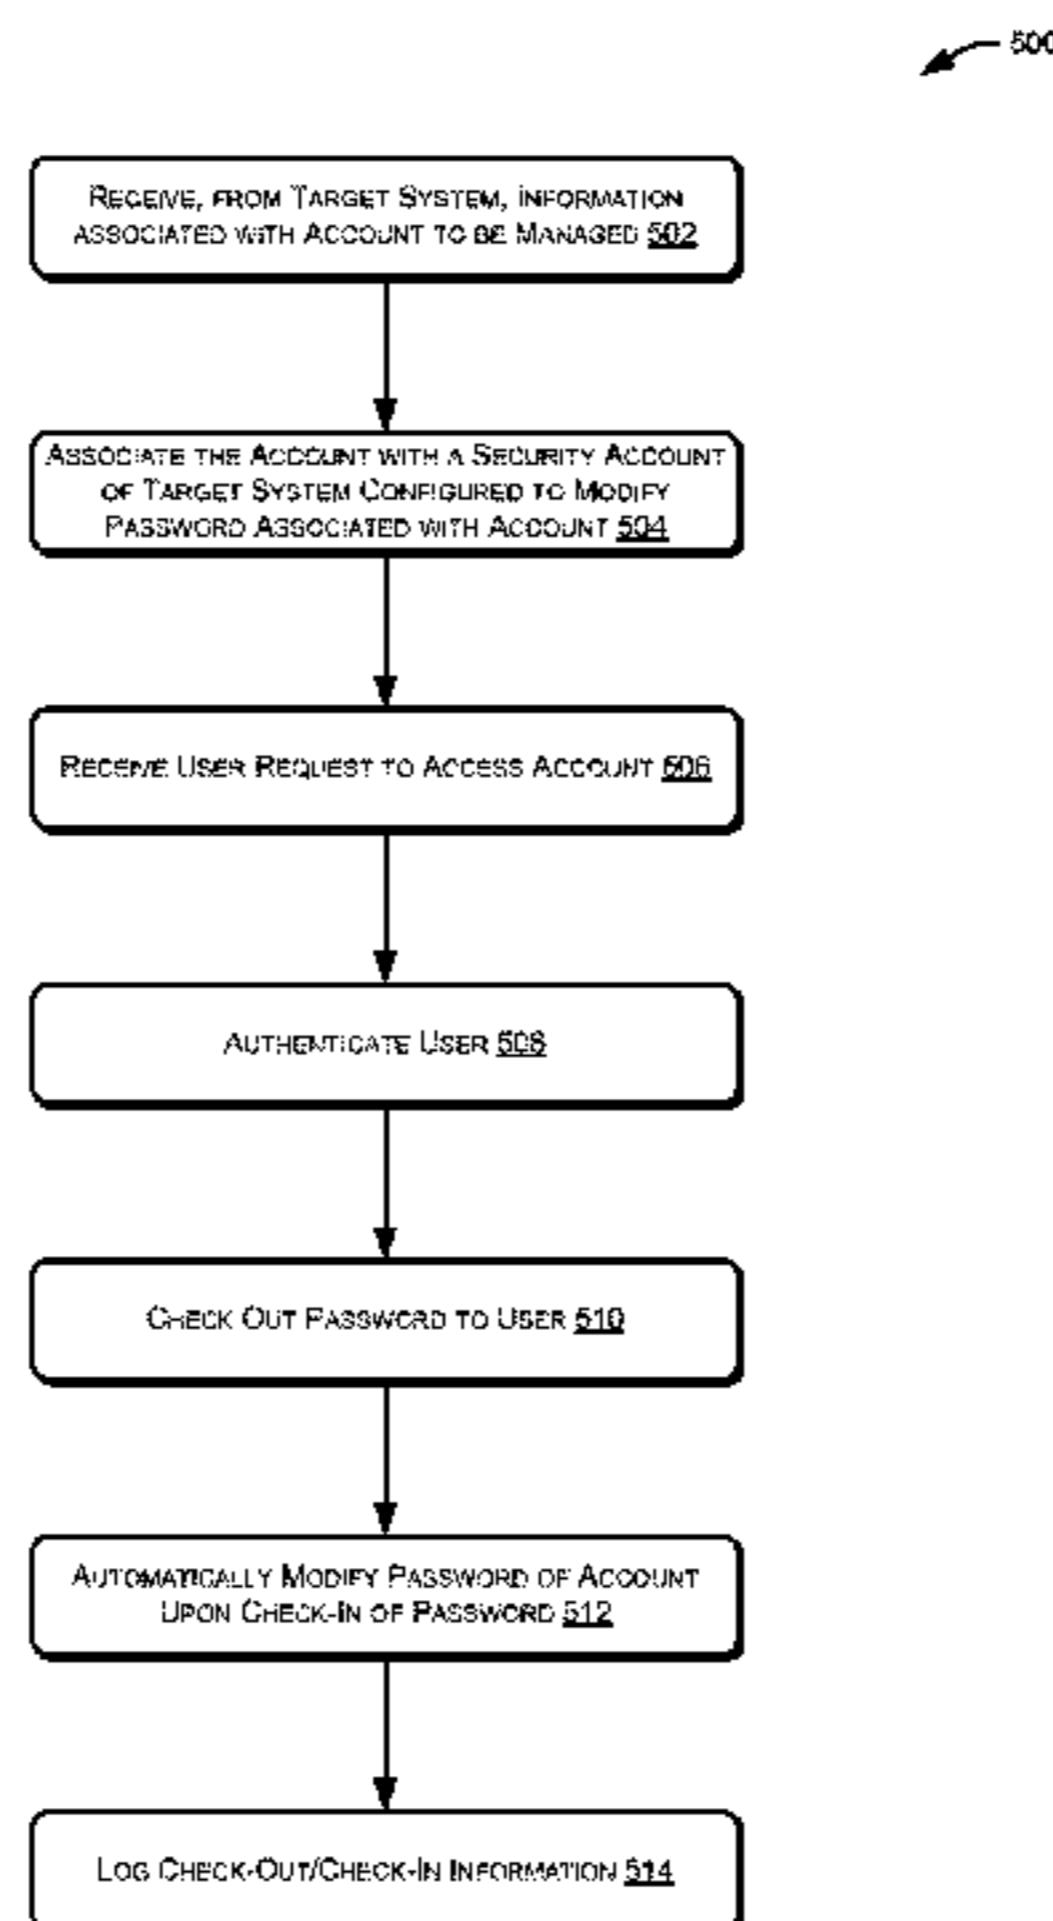 500
RECEIVE, FROM TARGET SYSTEM, INFORMATION
ASSOCIATED WITH ACCOUNT TO BE MANAGED 502
ASSOCIATE THE ACCOUNT WITH A SECURITY ACCOUNT
OF TARGET SYSTEM CONFIGURED TO MODIFY
PASSWORD ASSOCIATED WITH ACCOUNT 504
RECEIVE USER REQUEST TO ACCESS ACCOUNT 506
AUTHENTICATE USER 508
CHECK OUT PASSWORD TO USER 510
AUTOMATICALLY MODIFY PASSWORD OF ACCOUNT
UPON CHECK-IN OF PASSWORD 512
LOG CHECK-OUT/CHECK-IN INFORMATION 514